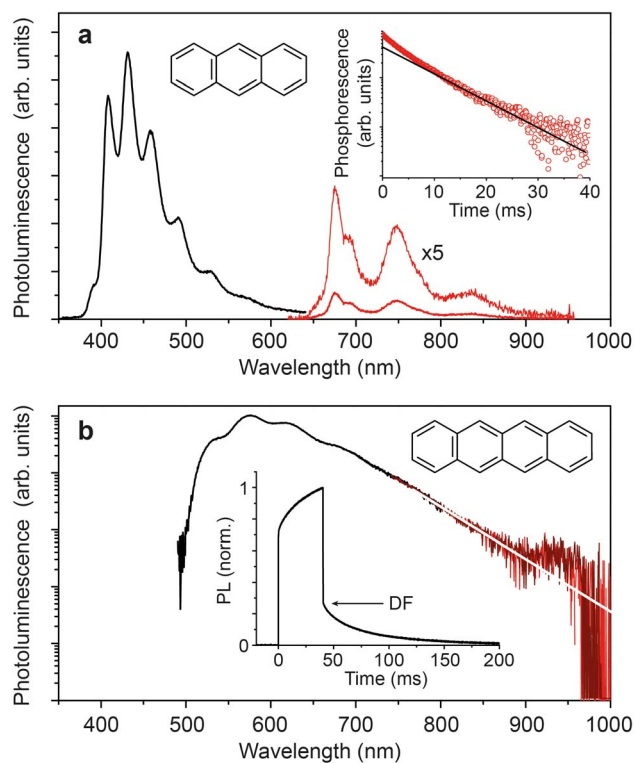 a
Photoluminescence (arb. units)
Phosphorescence
(arb. units)
0 10 20 30 40
Time (ms)
x5
400 500 600 700 800 900 1000
Wavelength (nm)
b
Photoluminescence (arb. units)
PL (norm.)
1
0
DF
0 50 100 150 200
Time (ms)
400 500 600 700 800 900 1000
Wavelength (nm)